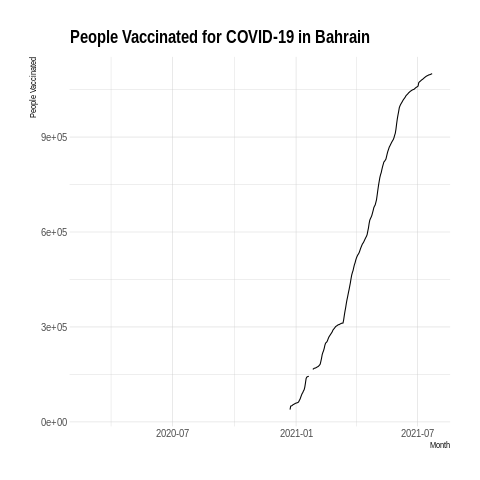 People Vaccinated for COVID-19 in Bahrain
People Vaccinated
9e+05
6e+05
3e+05
0e+00
2020-07 2021-01 2021-07
Month